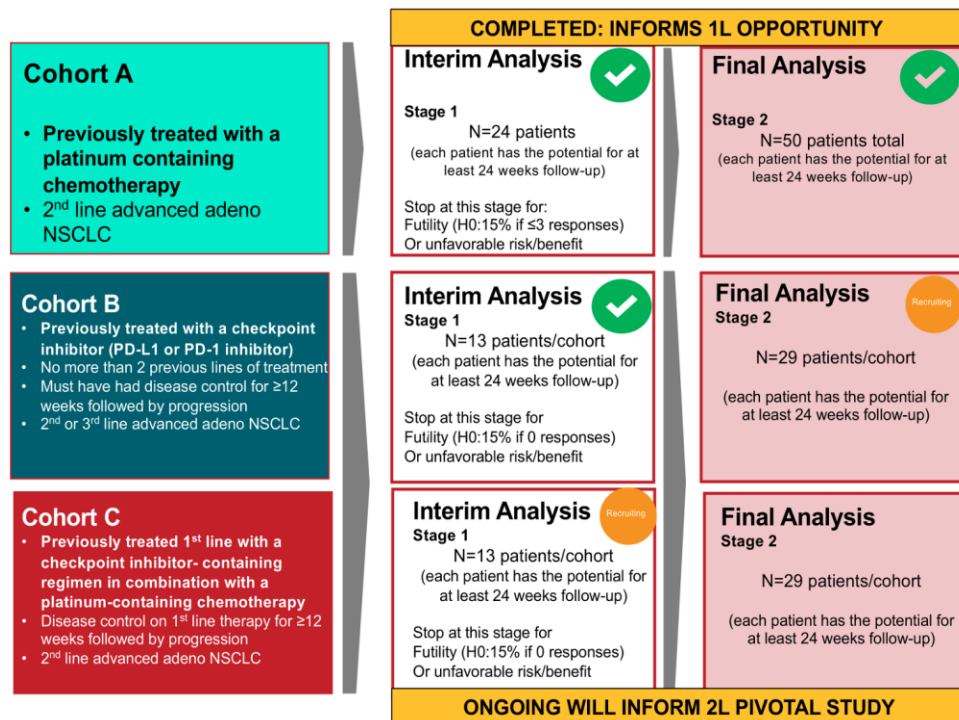 COMPLETED: INFORMS 1L OPPORTUNITY
Cohort A
• Previously treated with a
platinum containing
chemotherapy
• 2nd line advanced adeno
NSCLC
Interim Analysis
Stage 1
N=24 patients
(each patient has the potential for at
least 24 weeks follow-up)
Stop at this stage for:
Futility (H0:15% if ≤3 responses)
Or unfavorable risk/benefit
Final Analysis
Stage 2
N=50 patients total
(each patient has the potential for at
least 24 weeks follow-up)
Cohort B
• Previously treated with a checkpoint
inhibitor (PD-L1 or PD-1 inhibitor)
• No more than 2 previous lines of treatment
• Must have had disease control for ≥12
weeks followed by progression
• 2nd or 3rd line advanced adeno NSCLC
Interim Analysis
Stage 1
N=13 patients/cohort
(each patient has the potential for
at least 24 weeks follow-up)
Stop at this stage for
Futility (H0:15% if 0 responses)
Or unfavorable risk/benefit
Final Analysis
Recruiting
Stage 2
N=29 patients/cohort
(each patient has the potential for
at least 24 weeks follow-up)
Cohort C
• Previously treated 1st line with a
checkpoint inhibitor- containing
regimen in combination with a
platinum-containing chemotherapy
• Disease control on 1st line therapy for ≥12
weeks followed by progression
• 2nd line advanced adeno NSCLC
Interim Analysis
Recruiting
Stage 1
N=13 patients/cohort
(each patient has the potential for
at least 24 weeks follow-up)
Stop at this stage for
Futility (H0:15% if 0 responses)
Or unfavorable risk/benefit
Final Analysis
Stage 2
N=29 patients/cohort
(each patient has the potential for
at least 24 weeks follow-up)
ONGOING WILL INFORM 2L PIVOTAL STUDY